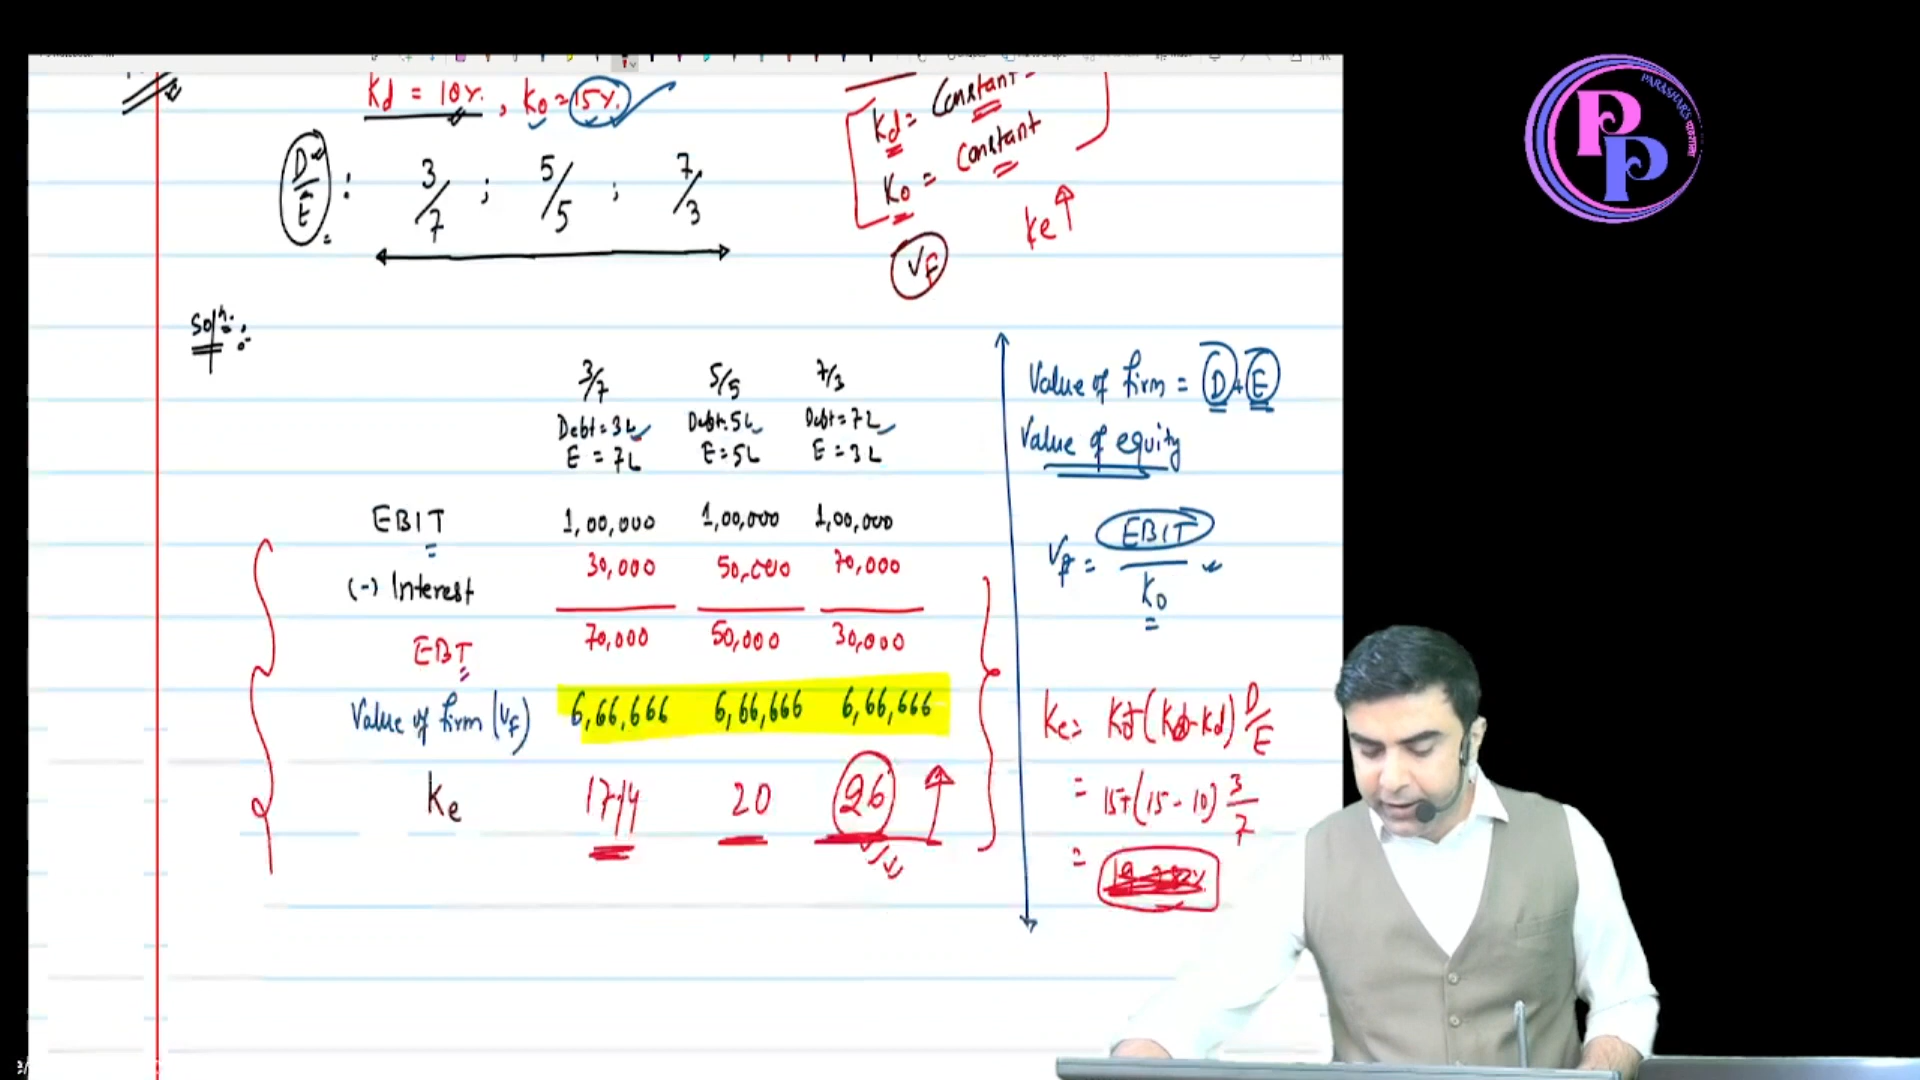 Kd = 10%, Ko = 15%
D/E : 3/7 ; 5/5 ; 7/3
Kd = Constant
Ko = Constant
Ke ↑
VF
Soln. :
3/7 5/5 7/3
Debt = 3L Debt. 5L Debt = 7L
E = 7L E = 5L E = 3L
EBIT 1,00,000 1,00,000 1,00,000
(-) Interest 30,000 50,000 70,000
EBT 70,000 50,000 30,000
Value of firm (VF) 6,66,666 6,66,666 6,66,666
Ke 17.14 20 26 ↑
Value of firm = D + E
Value of equity
VF = EBIT / Ko
Ke = Ko + (Ko - Kd) D/E
= 15 + (15 - 10) 3/7
=
PARASHAR'S
PP